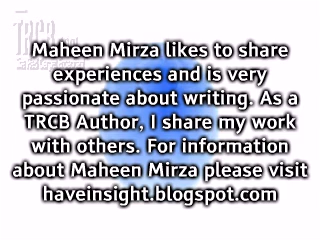 TRCB
Maheen Mirza likes to share
experiences and is very
passionate about writing. As a
TRCB Author, I share my work
with others. For information
about Maheen Mirza please visit
haveinsight.blogspot.com